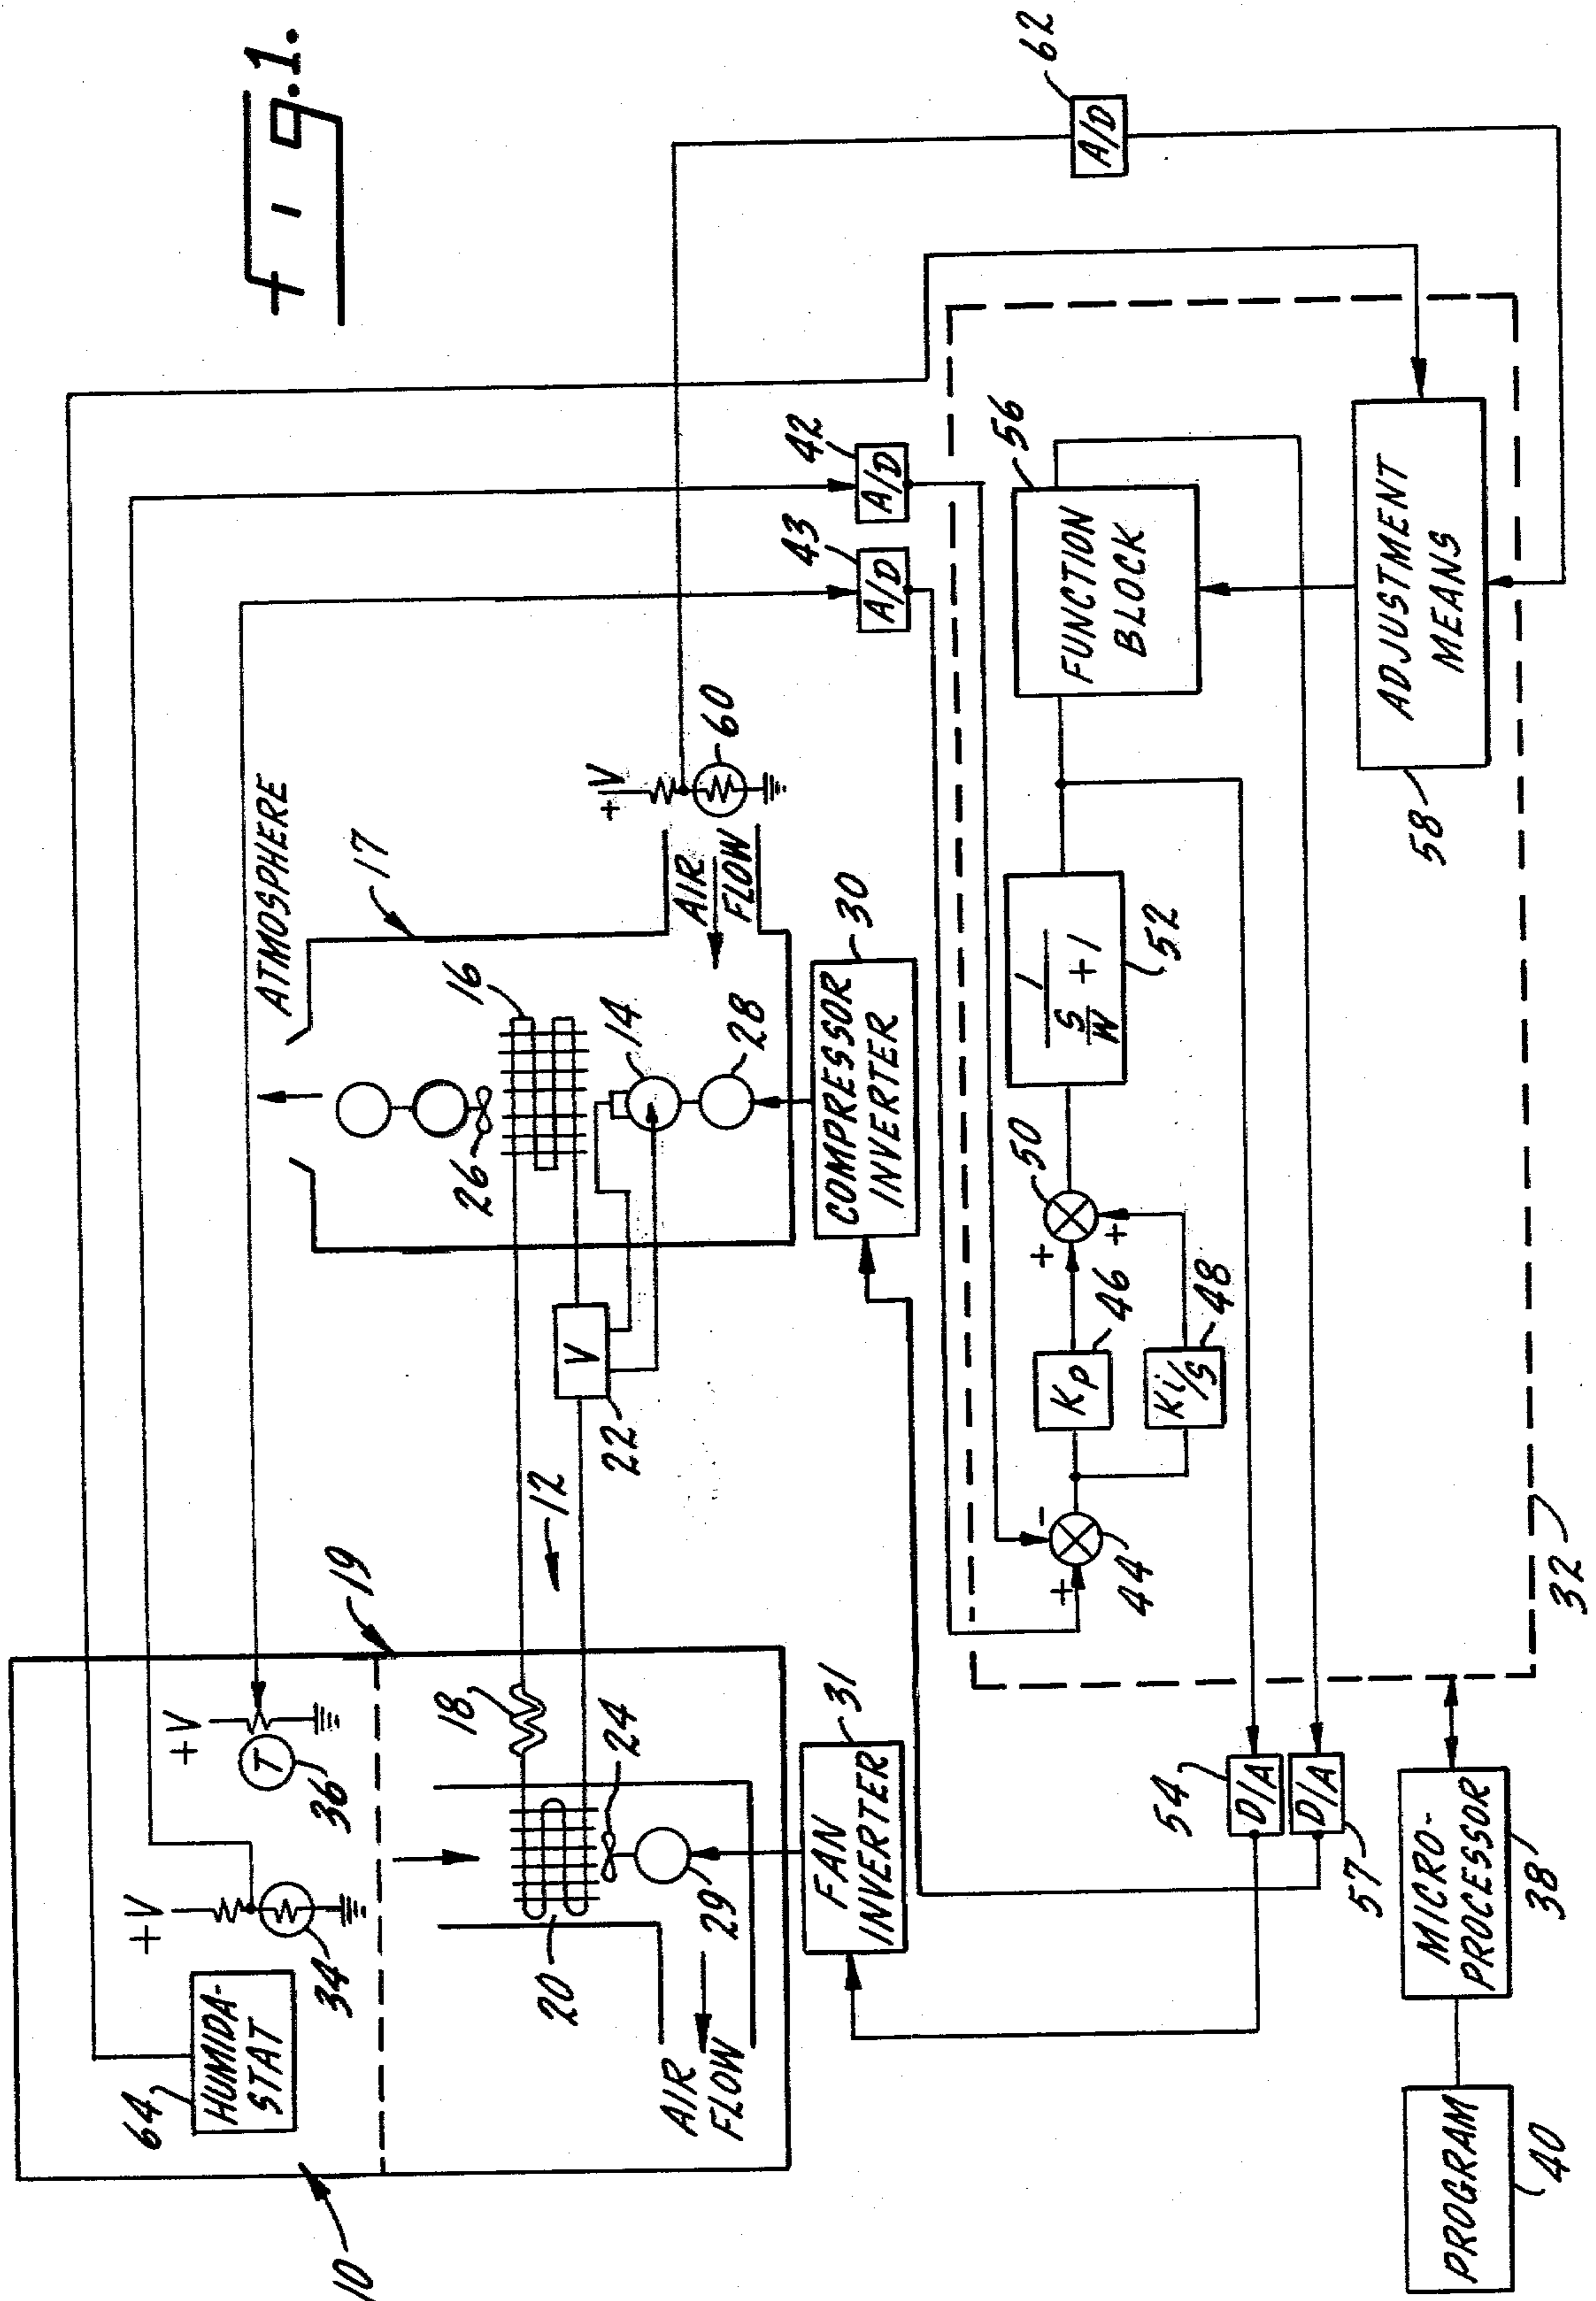 fig.1.
10
64
HUMIDA-
STAT
+V
34
+V
T
36
19
18
20
24
29
AIR
FLOW
FAN
INVERTER
31
12
V
22
ATMOSPHERE
17
16
26
14
28
AIR
FLOW
+V
60
COMPRESSOR
INVERTER
30
43
A/D
42
A/D
62
A/D
+
-
44
KP
46
Ki/S
48
+
+
50
1
S/W + 1
52
FUNCTION
BLOCK
56
ADJUSTMENT
MEANS
58
32
54
D/A
D/A
57
MICRO-
PROCESSOR
38
PROGRAM
40